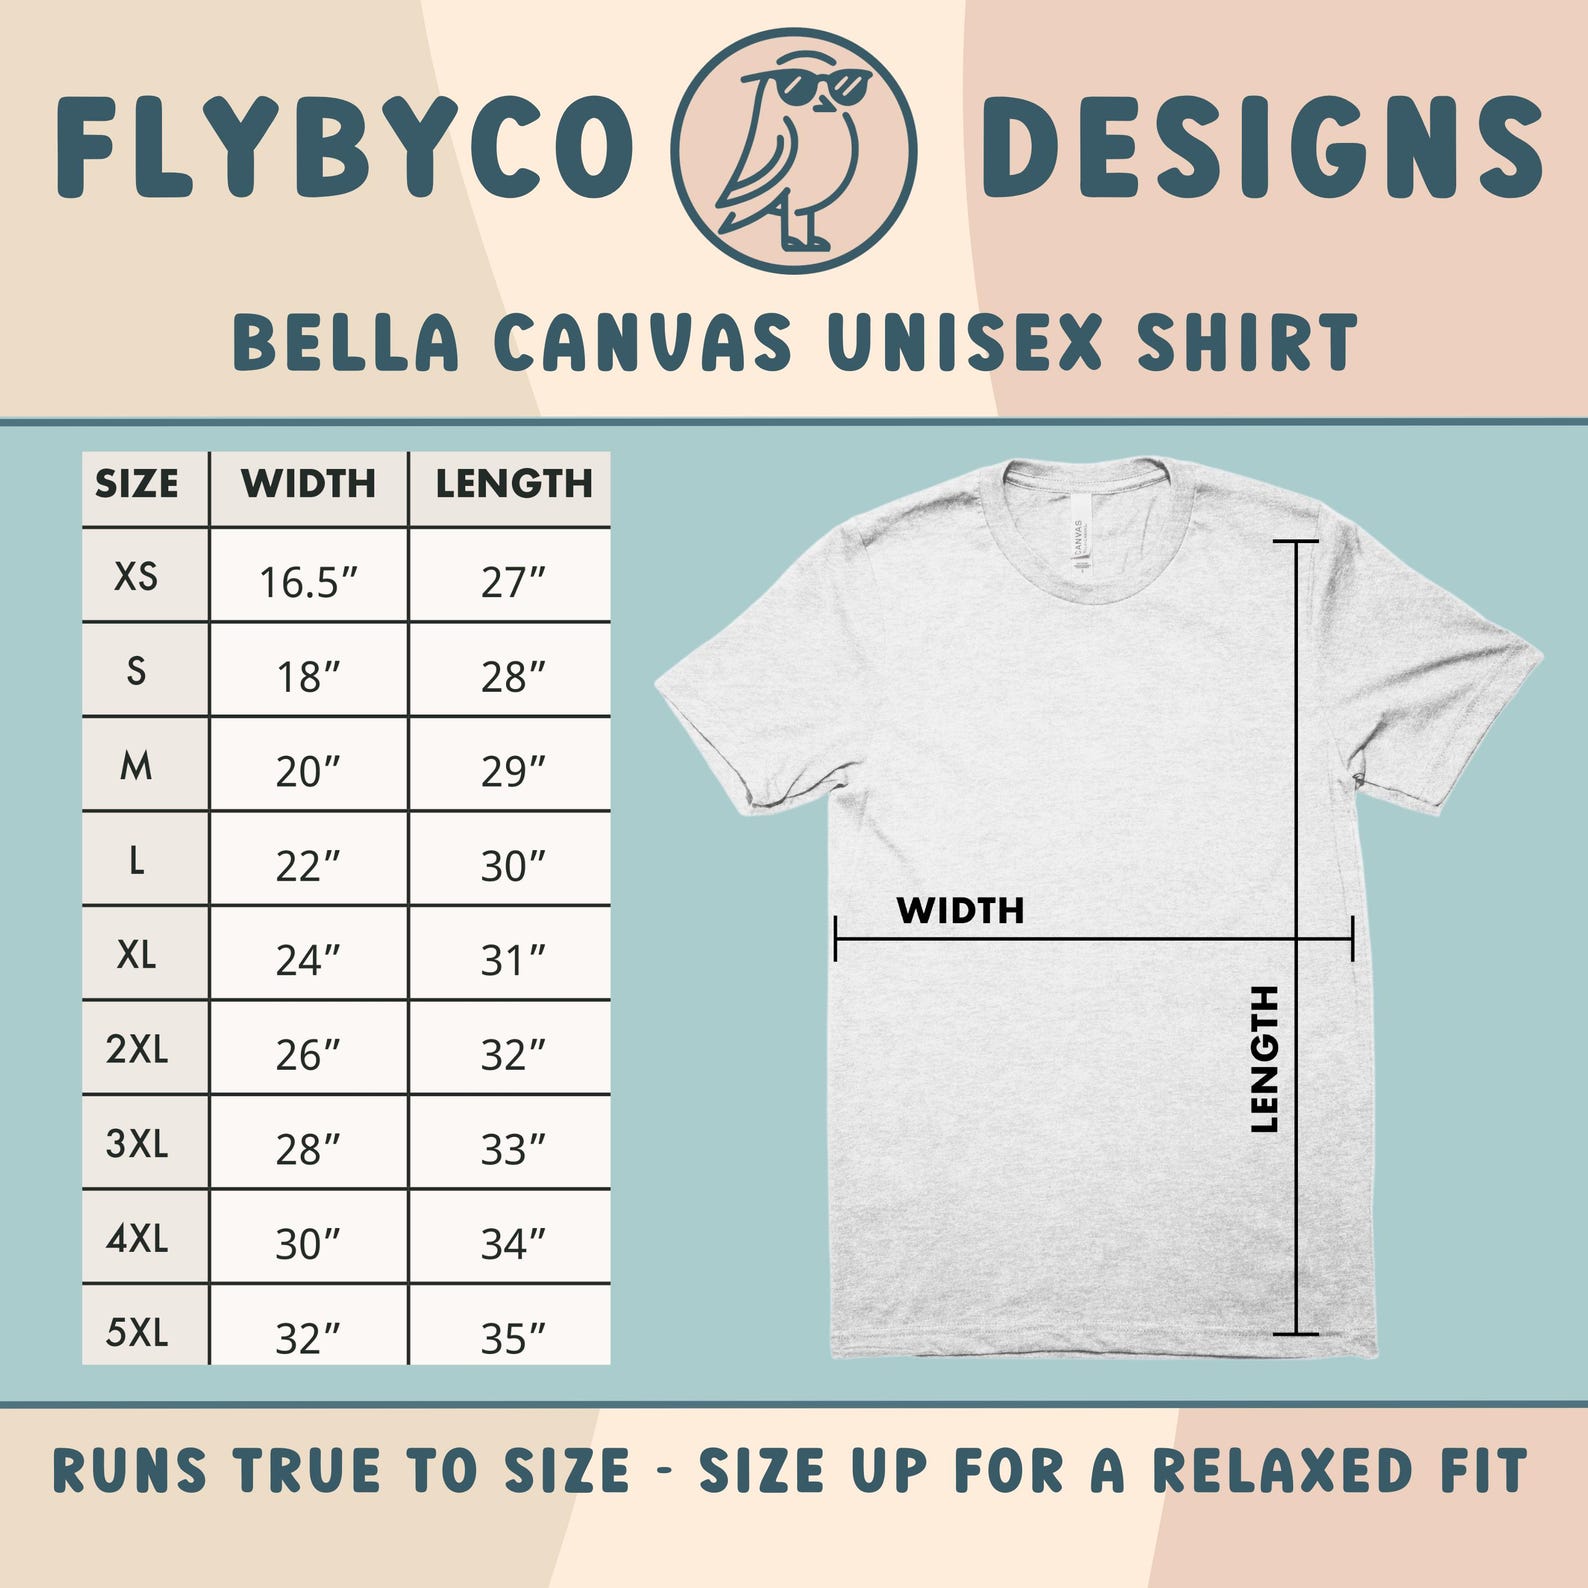 FLYBYCO DESIGNS
BELLA CANVAS UNISEX SHIRT
SIZE WIDTH LENGTH
XS 16.5” 27”
S 18” 28”
M 20” 29”
L 22” 30”
XL 24” 31”
2XL 26” 32”
3XL 28” 33”
4XL 30” 34”
5XL 32” 35”
CANVAS
WIDTH
LENGTH
RUNS TRUE TO SIZE - SIZE UP FOR A RELAXED FIT